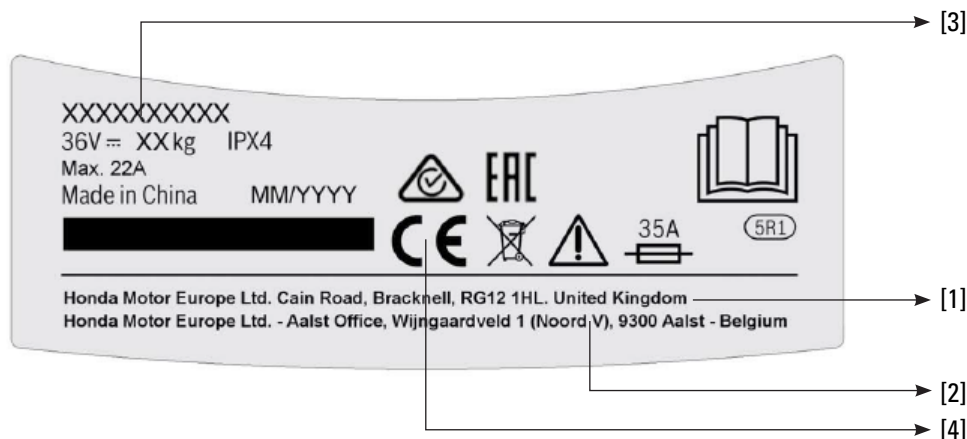 [3]
XXXXXXXXXX
36V XXkg IPX4
Max. 22A
Made in China MM/YYYY
EAC
CE
35A
5R1
Honda Motor Europe Ltd. Cain Road, Bracknell, RG12 1HL. United Kingdom
[1]
Honda Motor Europe Ltd. - Aalst Office, Wijngaardveld 1 (Noord V), 9300 Aalst - Belgium
[2]
[4]